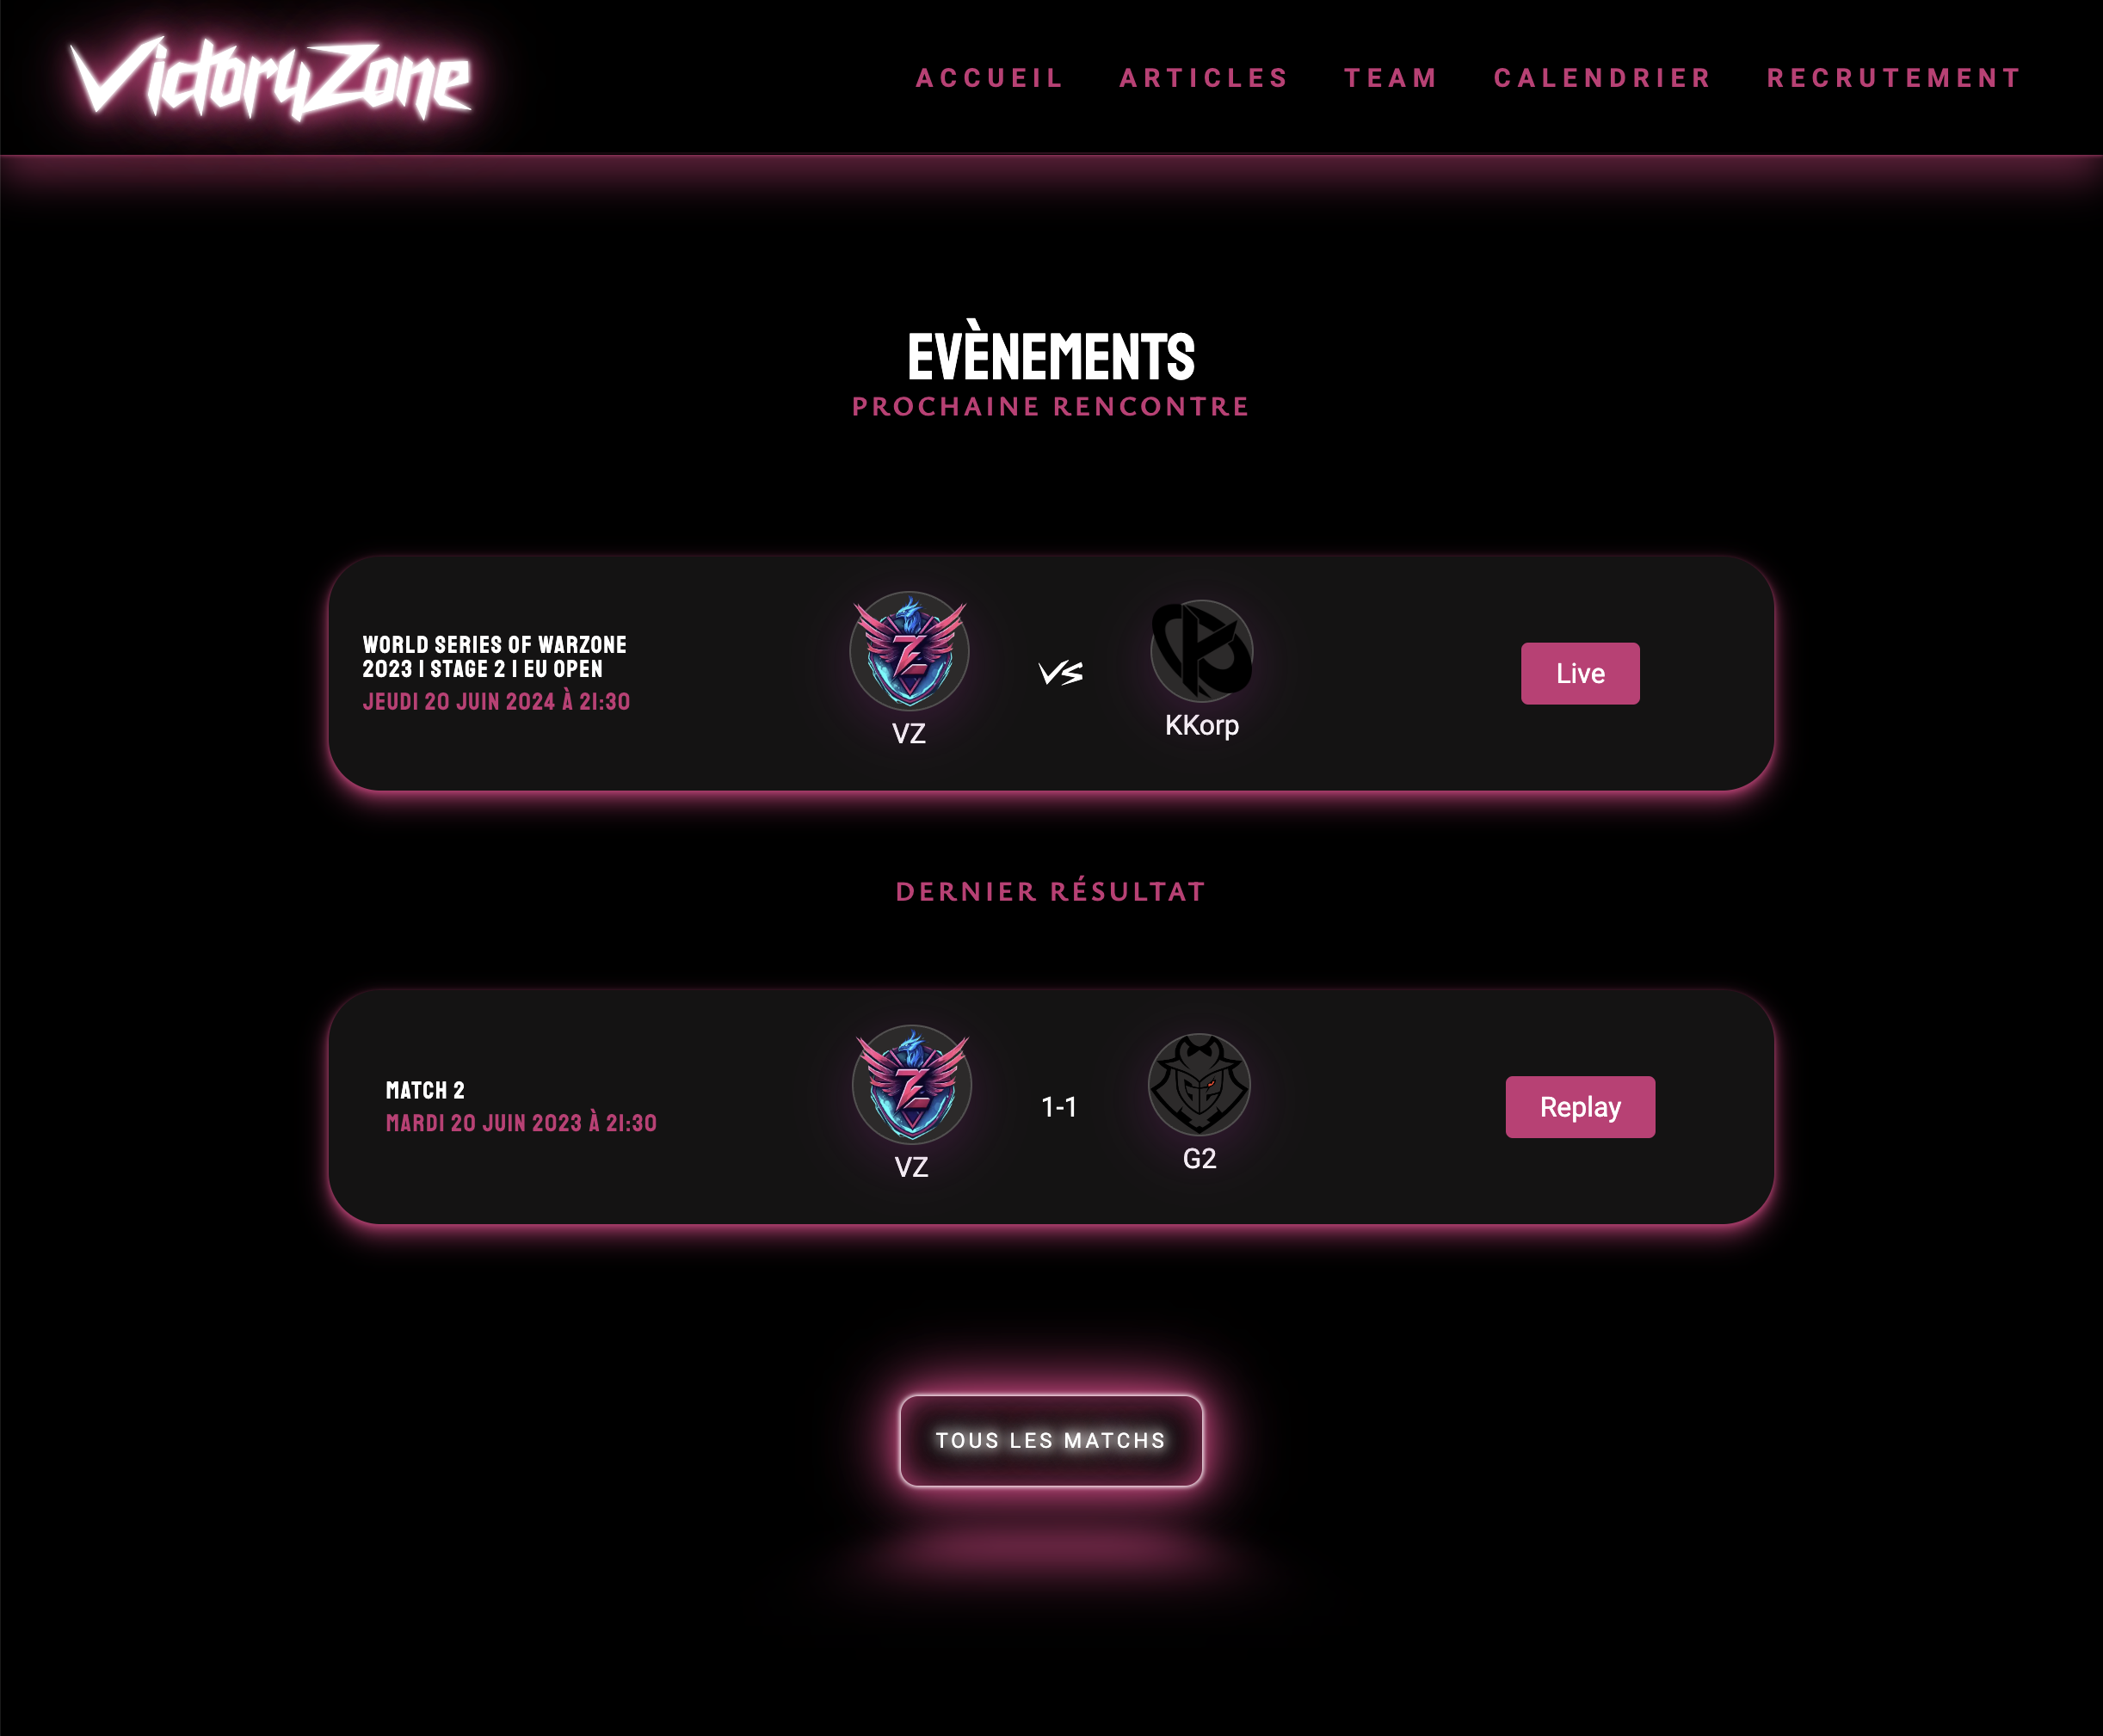 VictoryZone
ACCUEIL ARTICLES TEAM CALENDRIER RECRUTEMENT
EVÈNEMENTS
PROCHAINE RENCONTRE
WORLD SERIES OF WARZONE
2023 | STAGE 2 | EU OPEN
JEUDI 20 JUIN 2024 À 21:30
VZ
VS
KKorp
Live
DERNIER RÉSULTAT
MATCH 2
MARDI 20 JUIN 2023 À 21:30
VZ
1-1
G2
Replay
TOUS LES MATCHS